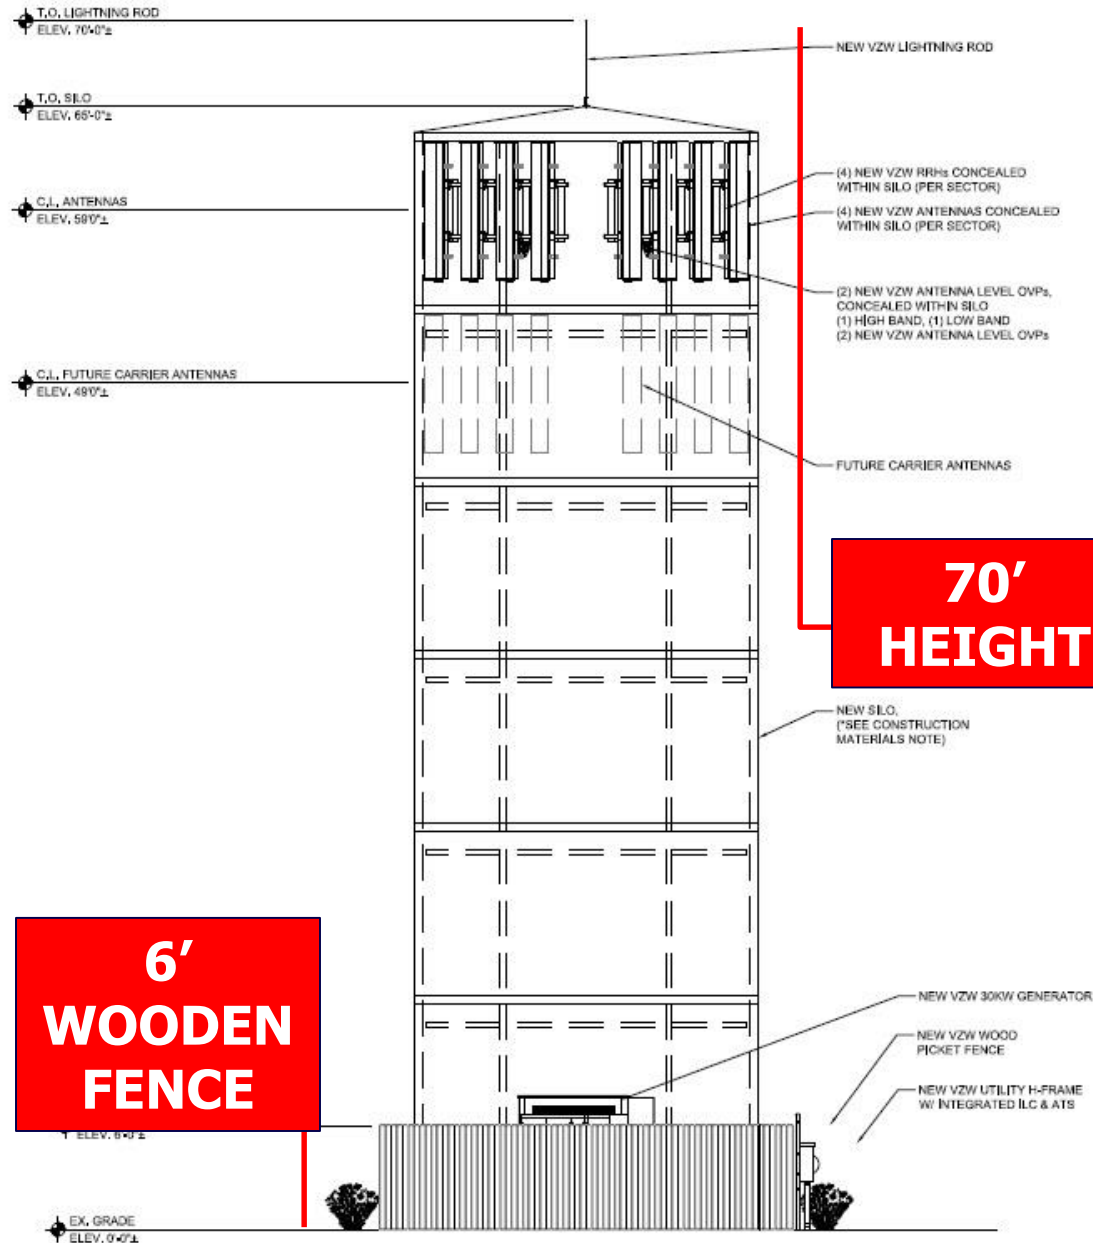 T.O. LIGHTNING ROD
ELEV. 70'-0"±
NEW VZW LIGHTNING ROD
T.O. SILO
ELEV. 65'-0"±
(4) NEW VZW RRHs CONCEALED
WITHIN SILO (PER SECTOR)
C.L. ANTENNAS
ELEV. 59'0"±
(4) NEW VZW ANTENNAS CONCEALED
WITHIN SILO (PER SECTOR)
(2) NEW VZW ANTENNA LEVEL OVPs,
CONCEALED WITHIN SILO
(1) HIGH BAND, (1) LOW BAND
(2) NEW VZW ANTENNA LEVEL OVPs
C.L. FUTURE CARRIER ANTENNAS
ELEV. 49'0"±
FUTURE CARRIER ANTENNAS
70'
HEIGHT
NEW SILO,
(*SEE CONSTRUCTION
MATERIALS NOTE)
6'
WOODEN
FENCE
NEW VZW 30KW GENERATOR
NEW VZW WOOD
PICKET FENCE
NEW VZW UTILITY H-FRAME
W/ INTEGRATED ILC & ATS
ELEV. 6'-0"±
EX. GRADE
ELEV. 0'-0"±